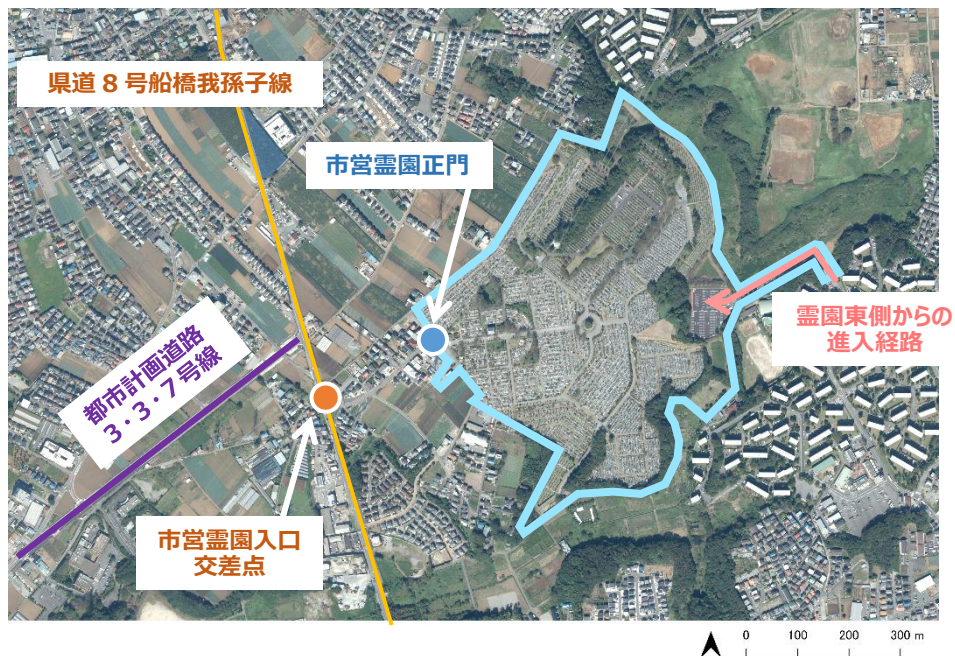 県道8号船橋我孫子線
市営霊園正門
霊園東側からの
進入経路
都市計画道路
3・3・7号線
市営霊園入口
交差点
0 100 200 300 m